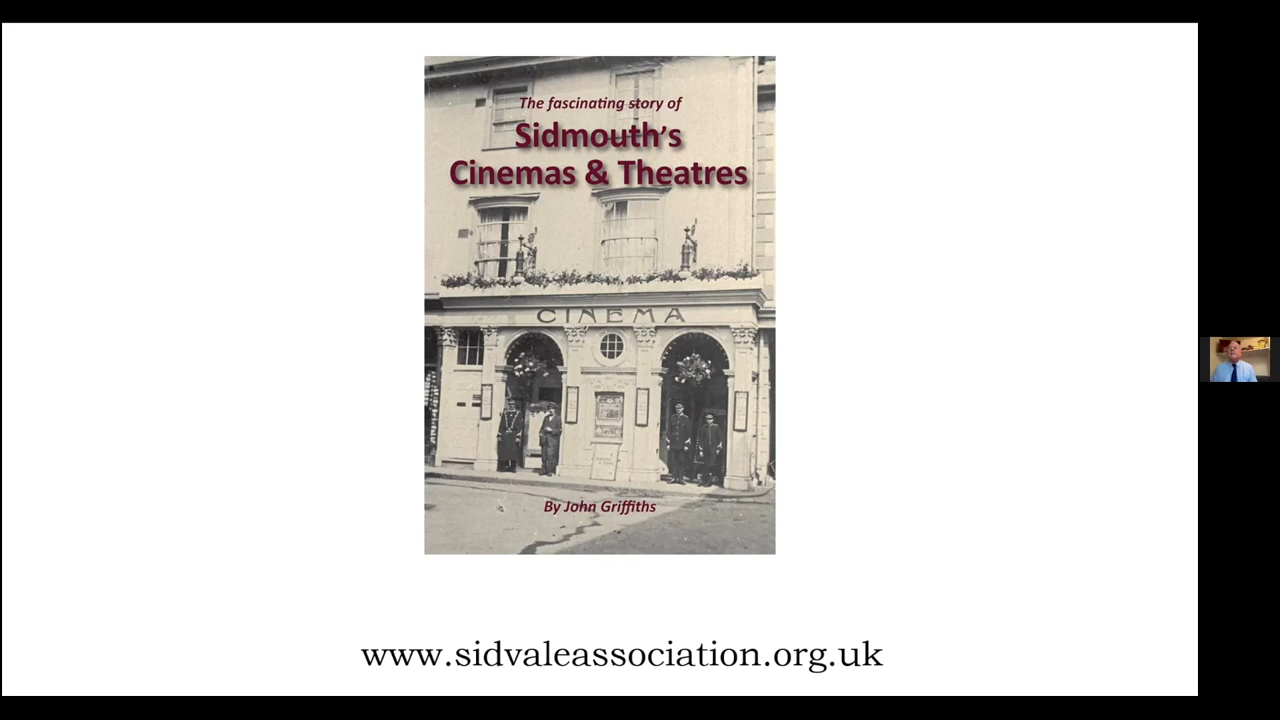 The fascinating story of
Sidmouth's
Cinemas & Theatres
CINEMA
By John Griffiths
www.sidvaleassociation.org.uk